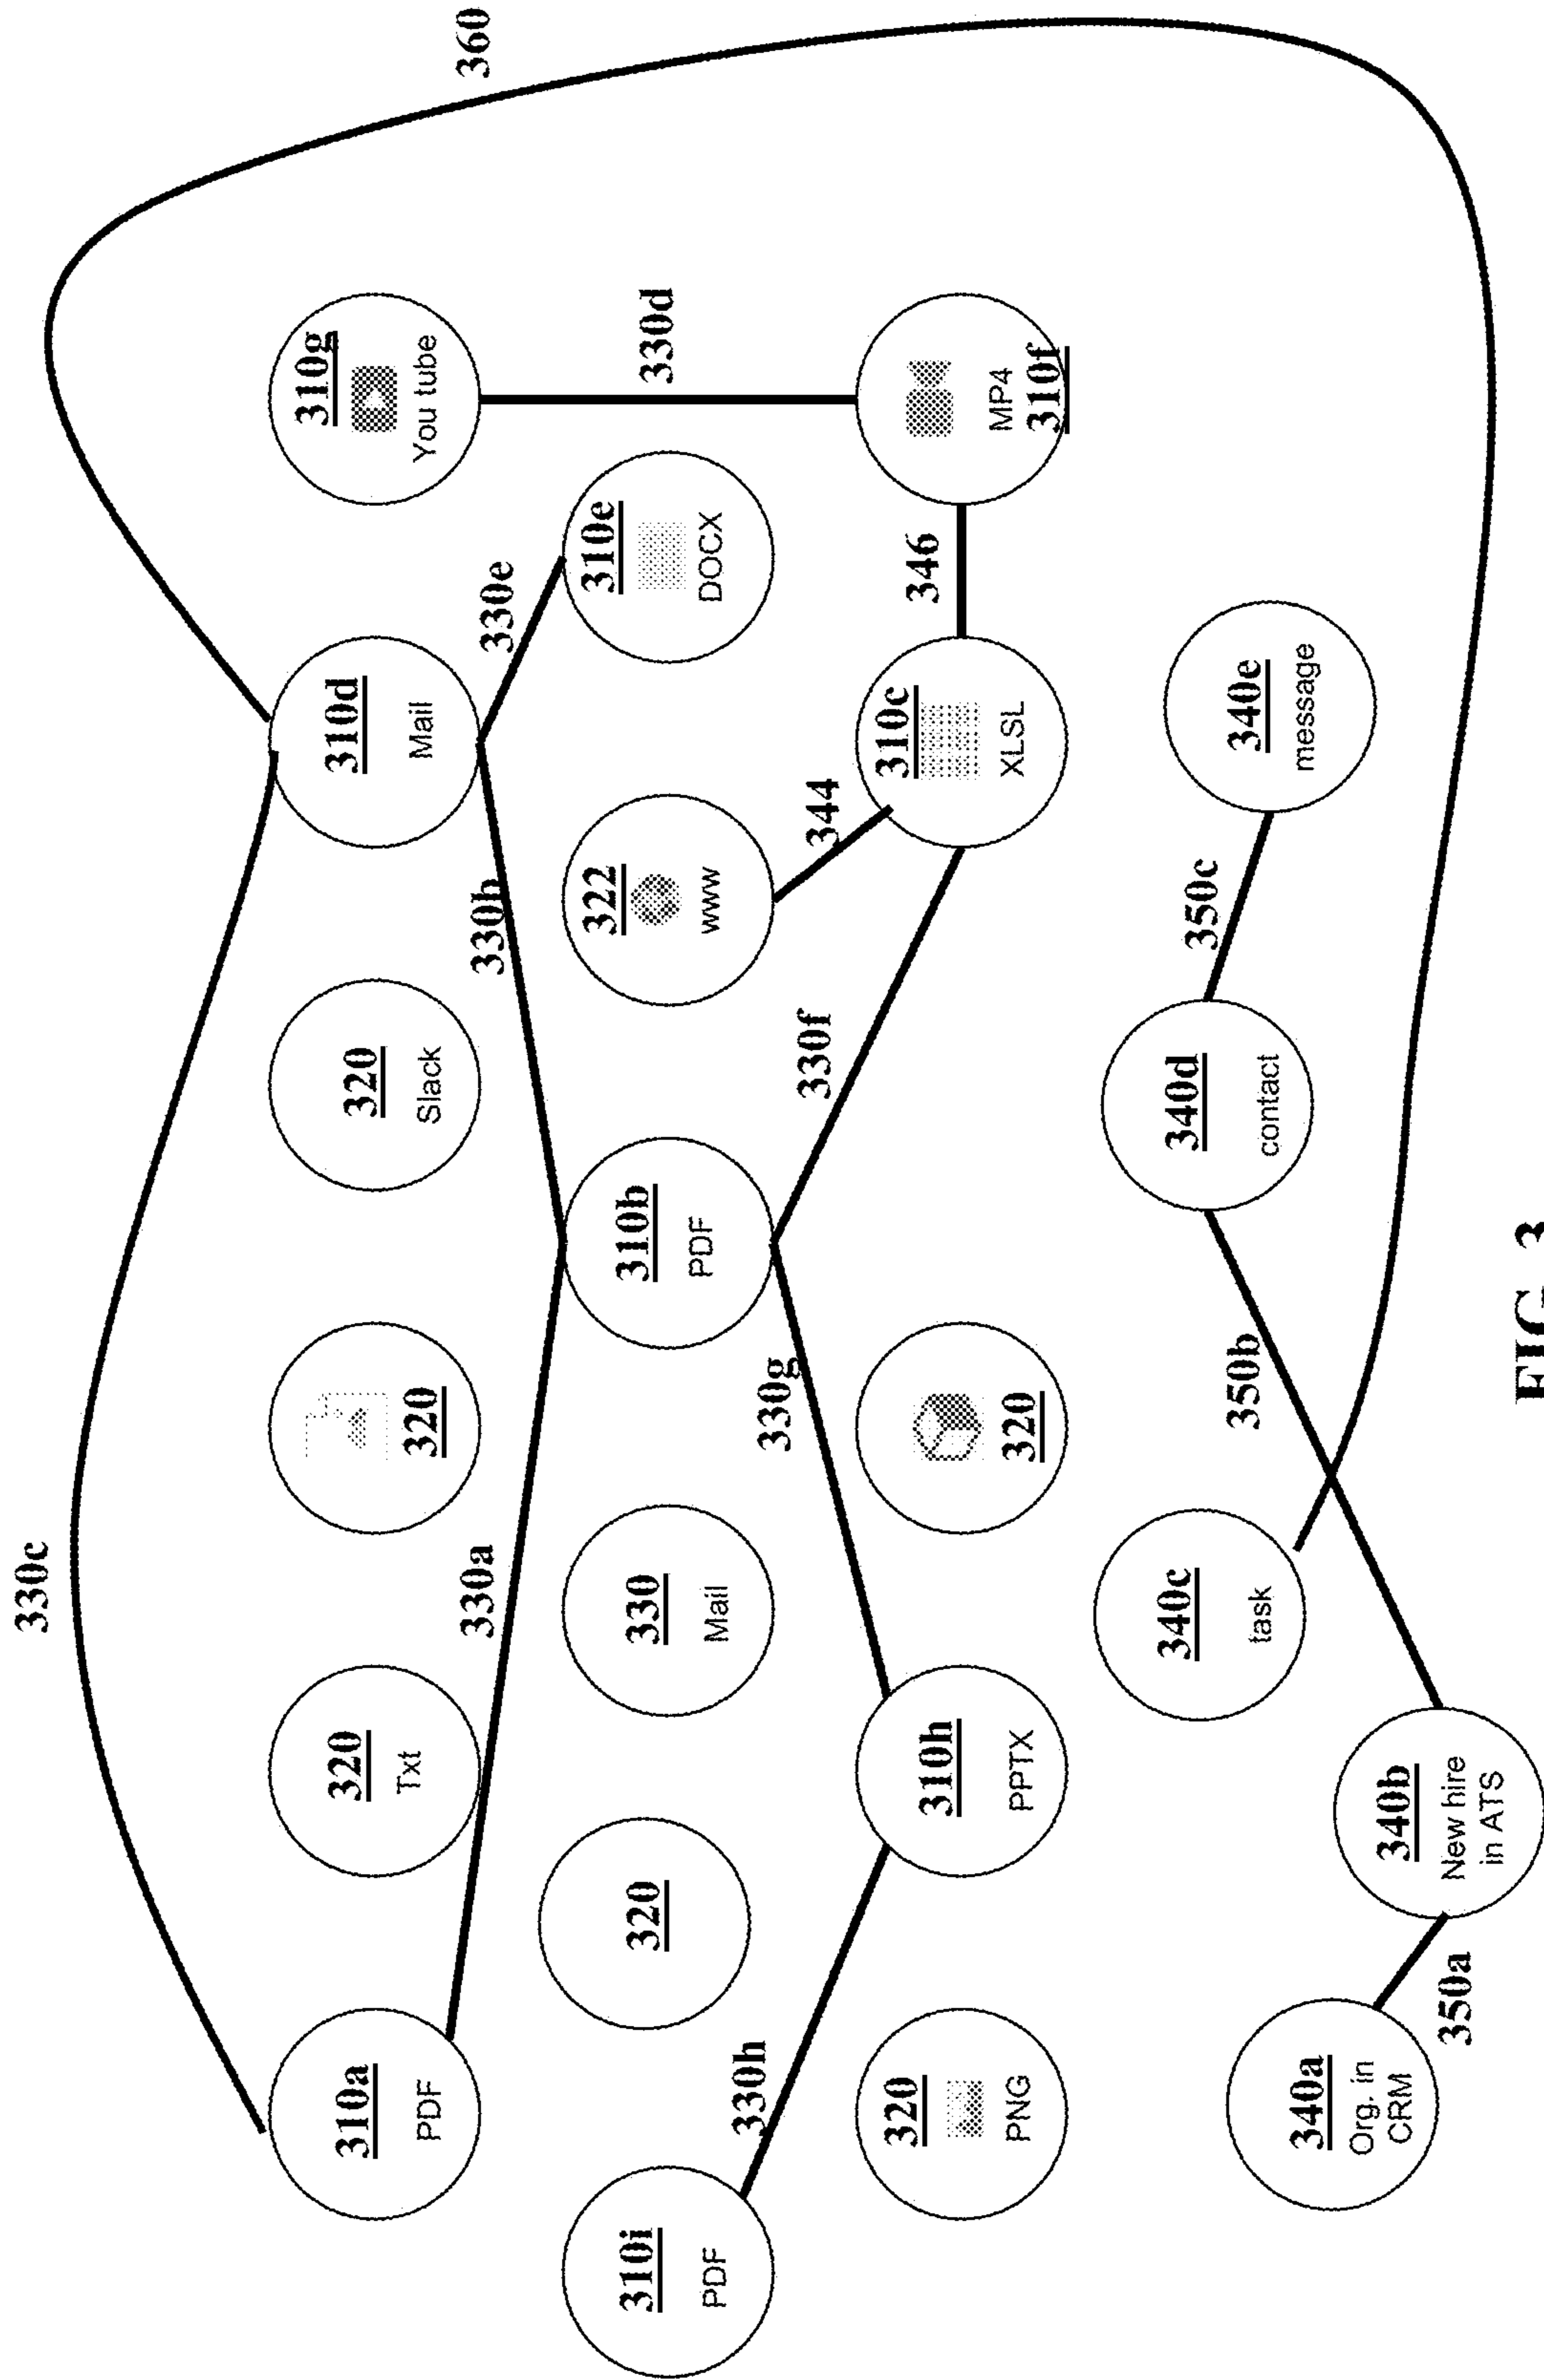 330c
360
310a
PDF
320
Txt
320
320
Slack
310d
Mail
310g
You tube
330a
330b
330e
330d
310i
PDF
320
330
Mail
310b
PDF
322
www
310e
DOCX
330h
330g
330f
344
346
320
PNG
310h
PPTX
320
310c
XLSL
MP4
310f
340a
Org. in
CRM
340c
task
340d
contact
340e
message
350b
350c
340b
New hire
in ATS
350a
FIG. 3